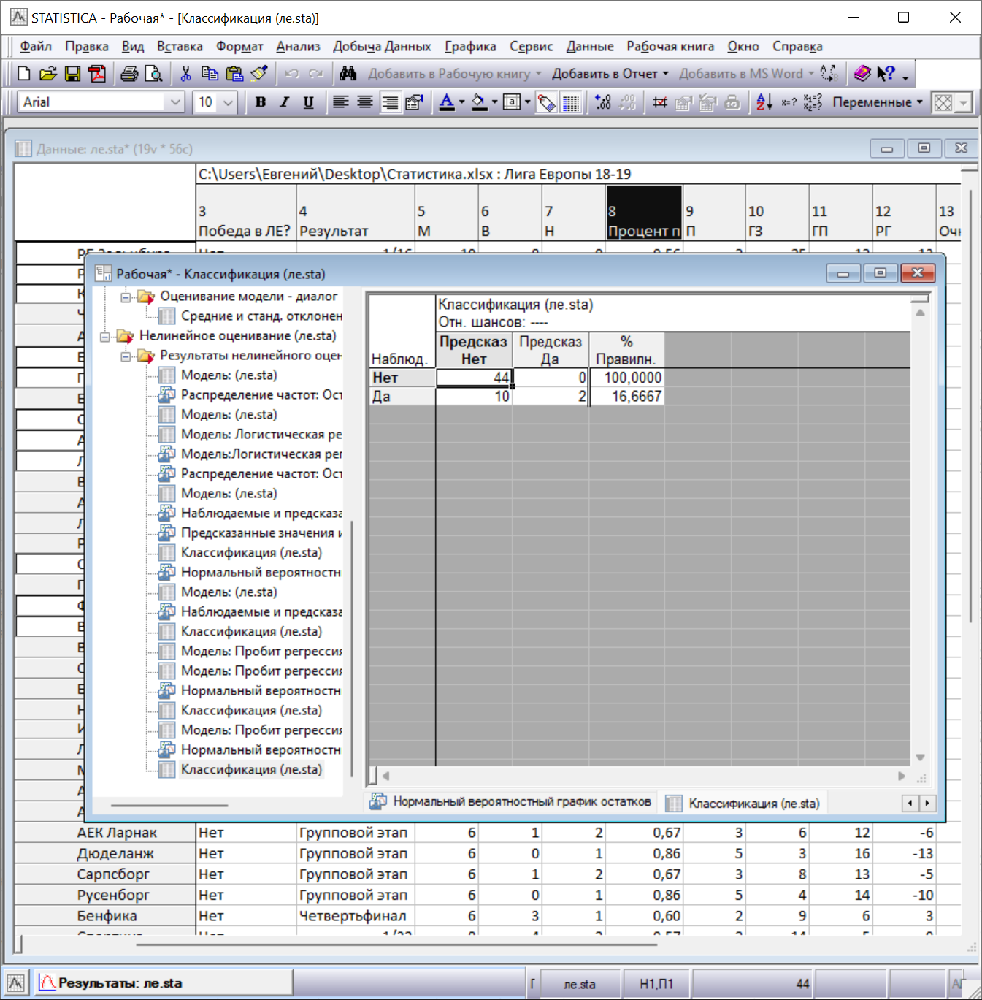 STATISTICA - Рабочая* - [Классификация (ле.sta)]
Файл Правка Вид Вставка Формат Анализ Добыча Данных Графика Сервис Данные Рабочая книга Окно Справка
Добавить в Рабочую книгу Добавить в Отчет Добавить в MS Word
Arial 10 B I U Переменные
Данные: ле.sta* (19v * 56c)
C:\Users\Евгений\Desktop\Статистика.xlsx : Лига Европы 18-19
3 4 5 6 7 8 9 10 11 12 13
Победа в ЛЕ? Результат М В Н Процент п П ГЗ ГП РГ
Рабочая* - Классификация (ле.sta)
Оценивание модели - диалог
Средние и станд. отклонен
Нелинейное оценивание (ле.sta)
Результаты нелинейного оцен
Модель: (ле.sta)
Распределение частот: Ост
Модель: (ле.sta)
Модель: Логистическая ре
Модель:Логистическая рег
Распределение частот: Ост
Модель: (ле.sta)
Наблюдаемые и предсказа
Предсказанные значения и
Классификация (ле.sta)
Нормальный вероятностн
Модель: (ле.sta)
Наблюдаемые и предсказа
Классификация (ле.sta)
Модель: Пробит регрессия
Модель: Пробит регрессия
Нормальный вероятностн
Классификация (ле.sta)
Модель: Пробит регрессия
Нормальный вероятностн
Классификация (ле.sta)
Классификация (ле.sta)
Отн. шансов: ----
Предсказ Предсказ %
Наблюд. Нет Да Правилн.
Нет 44 0 100,0000
Да 10 2 16,6667
Нормальный вероятностный график остатков Классификация (ле.sta)
АЕК Ларнак Нет Групповой этап 6 1 2 0,67 3 6 12 -6
Дюделанж Нет Групповой этап 6 0 1 0,86 5 3 16 -13
Сарпсборг Нет Групповой этап 6 1 2 0,67 3 8 13 -5
Русенборг Нет Групповой этап 6 0 1 0,86 5 4 14 -10
Бенфика Нет Четвертьфинал 6 3 1 0,60 2 9 6 3
Результаты: ле.sta ле.sta Н1,П1 44